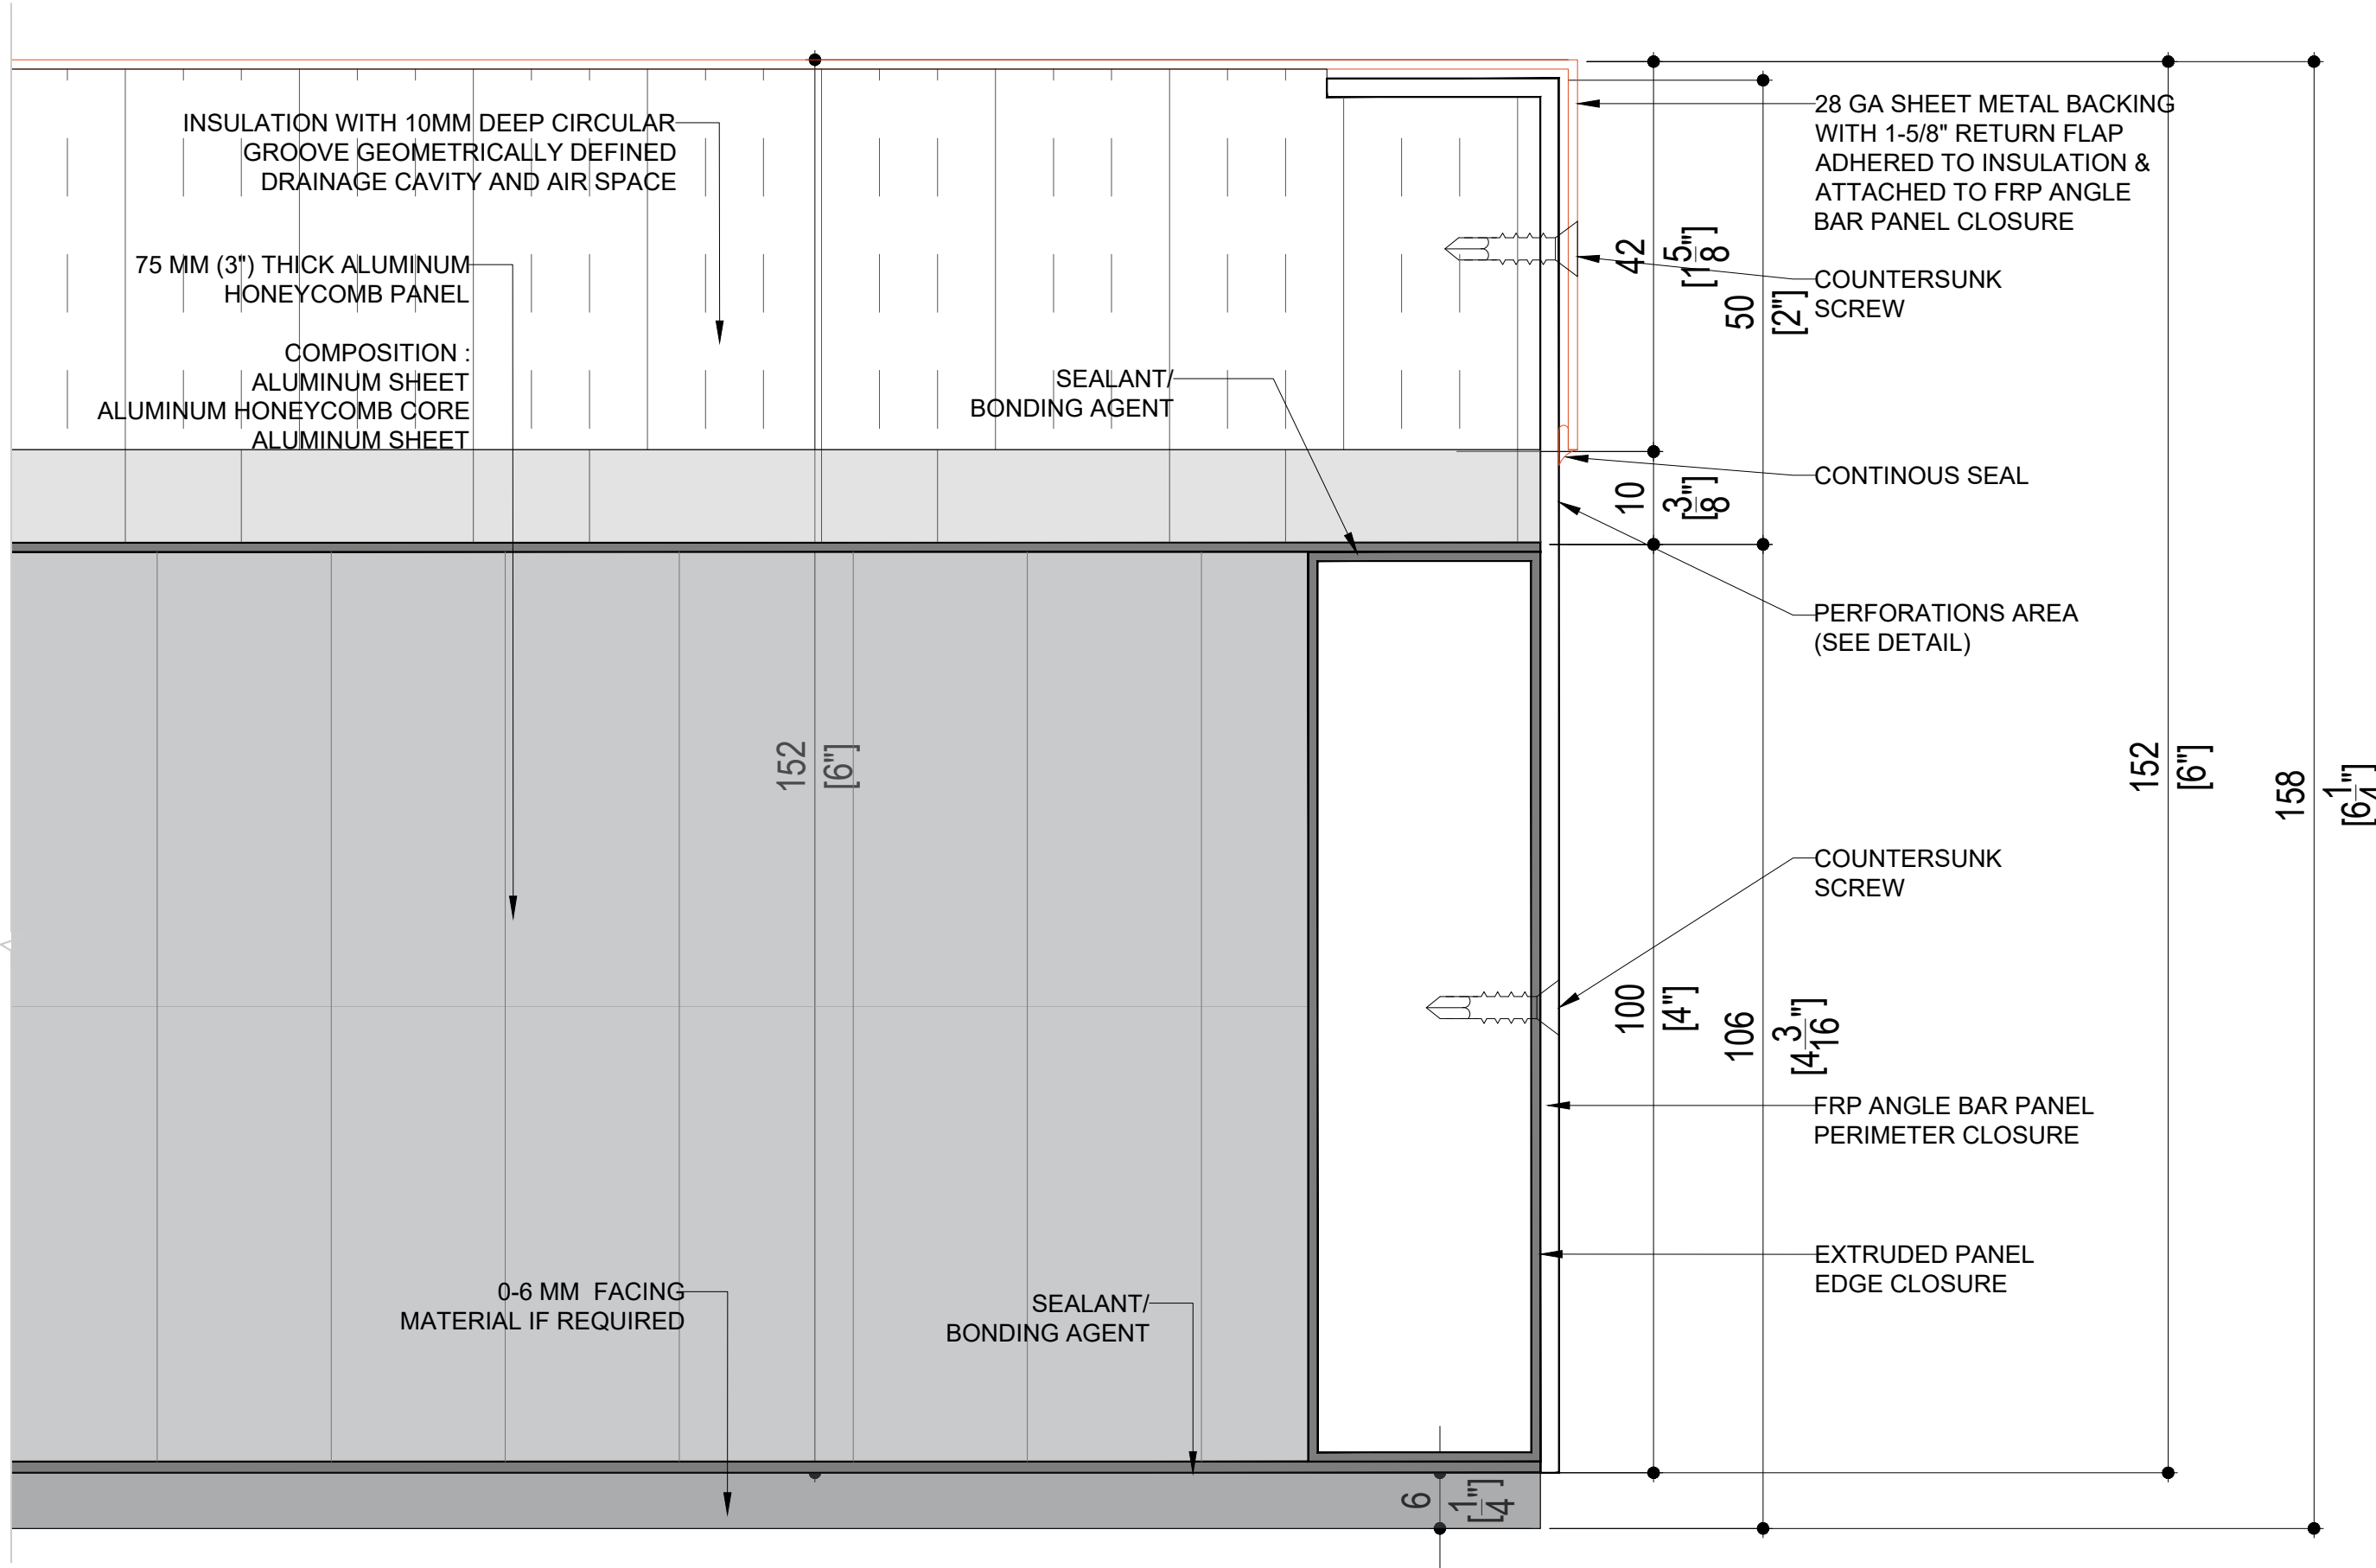 INSULATION WITH 10MM DEEP CIRCULAR
GROOVE GEOMETRICALLY DEFINED
DRAINAGE CAVITY AND AIR SPACE
75 MM (3") THICK ALUMINUM
HONEYCOMB PANEL
COMPOSITION :
ALUMINUM SHEET
ALUMINUM HONEYCOMB CORE
ALUMINUM SHEET
SEALANT/
BONDING AGENT
152
[6"]
0-6 MM  FACING
MATERIAL IF REQUIRED
SEALANT/
BONDING AGENT
6
[1/4"]
28 GA SHEET METAL BACKING
WITH 1-5/8" RETURN FLAP
ADHERED TO INSULATION &
ATTACHED TO FRP ANGLE
BAR PANEL CLOSURE
COUNTERSUNK
SCREW
CONTINOUS SEAL
PERFORATIONS AREA
(SEE DETAIL)
COUNTERSUNK
SCREW
FRP ANGLE BAR PANEL
PERIMETER CLOSURE
EXTRUDED PANEL
EDGE CLOSURE
42
[1 5/8"]
50
[2"]
10
[3/8"]
100
[4"]
106
[4 3/16"]
152
[6"]
158
[6 1/4"]